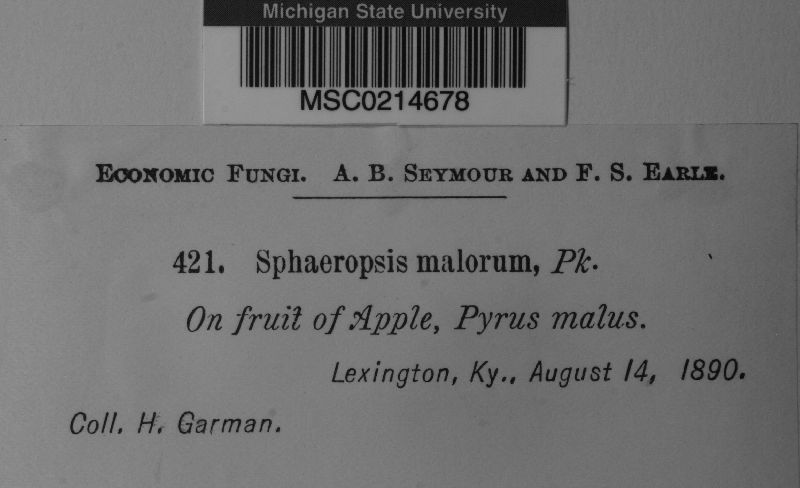 Michigan State University
MSC0214678
Economic Fungi. A. B. Seymour and F. S. Earle.
421. Sphaeropsis malorum, Pk.
On fruit of Apple, Pyrus malus.
Lexington, Ky., August 14, 1890.
Coll. H. Garman.